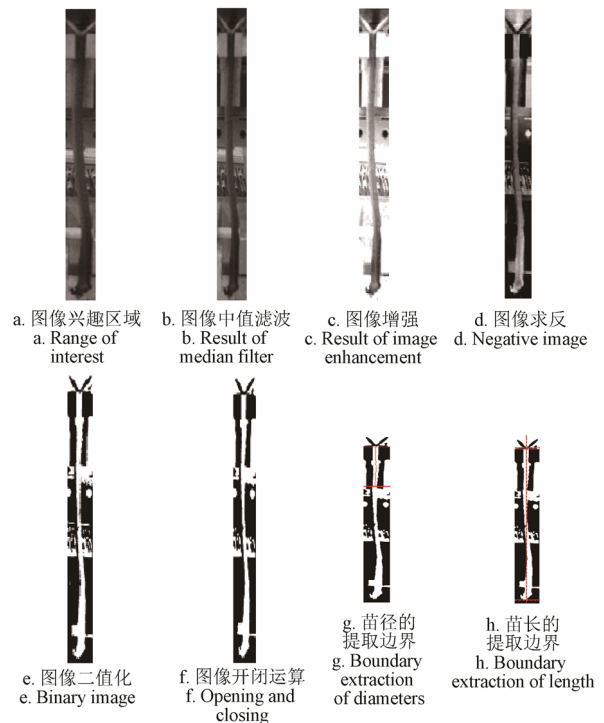 a. 图像兴趣区域
a. Range of
interest
b. 图像中值滤波
b. Result of
median filter
c. 图像增强
c. Result of image
enhancement
d. 图像求反
d. Negative image
e. 图像二值化
e. Binary image
f. 图像开闭运算
f. Opening and
closing
g. 苗径的
提取边界
g. Boundary
extraction
of diameters
h. 苗长的
提取边界
h. Boundary
extraction of length